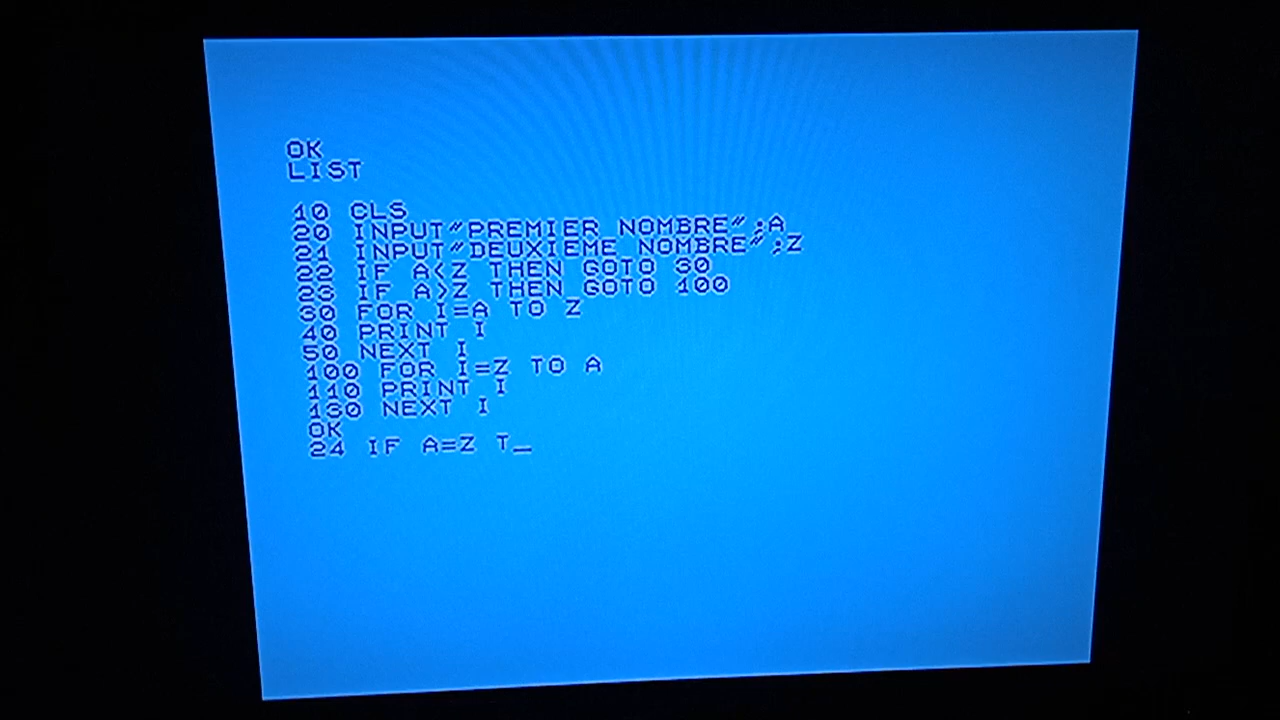 OK
LIST
10 CLS
20 INPUT"PREMIER NOMBRE";A
21 INPUT"DEUXIEME NOMBRE";Z
22 IF A<Z THEN GOTO 30
23 IF A>Z THEN GOTO 100
30 FOR I=A TO Z
40 PRINT I
50 NEXT I
100 FOR I=Z TO A
110 PRINT I
130 NEXT I
OK
24 IF A=Z T_